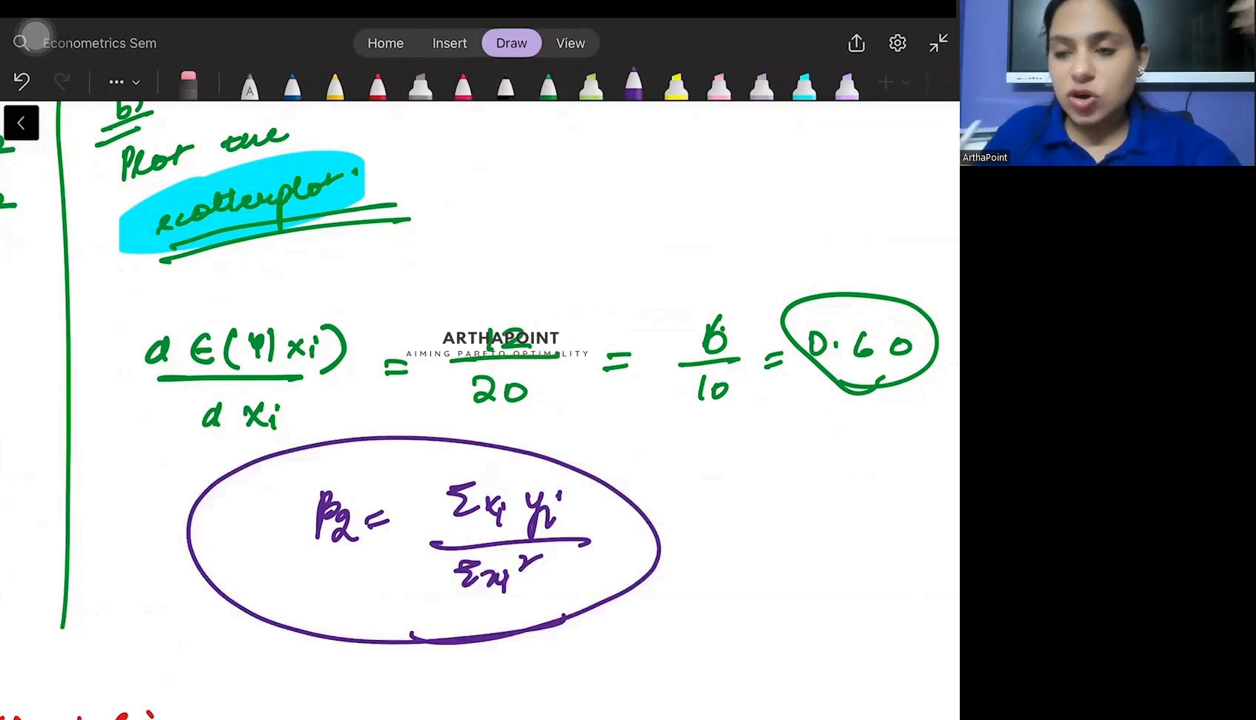 Econometrics Sem
Home Insert Draw View
A
ArthaPoint
by
Plot the
scatterplot.
d E(Y|Xi) / d Xi = 12/20 = 6/10 = 0.60
ARTHAPOINT
AIMING PARETO OPTIMALITY
β2 = Σxi yi / Σxi²